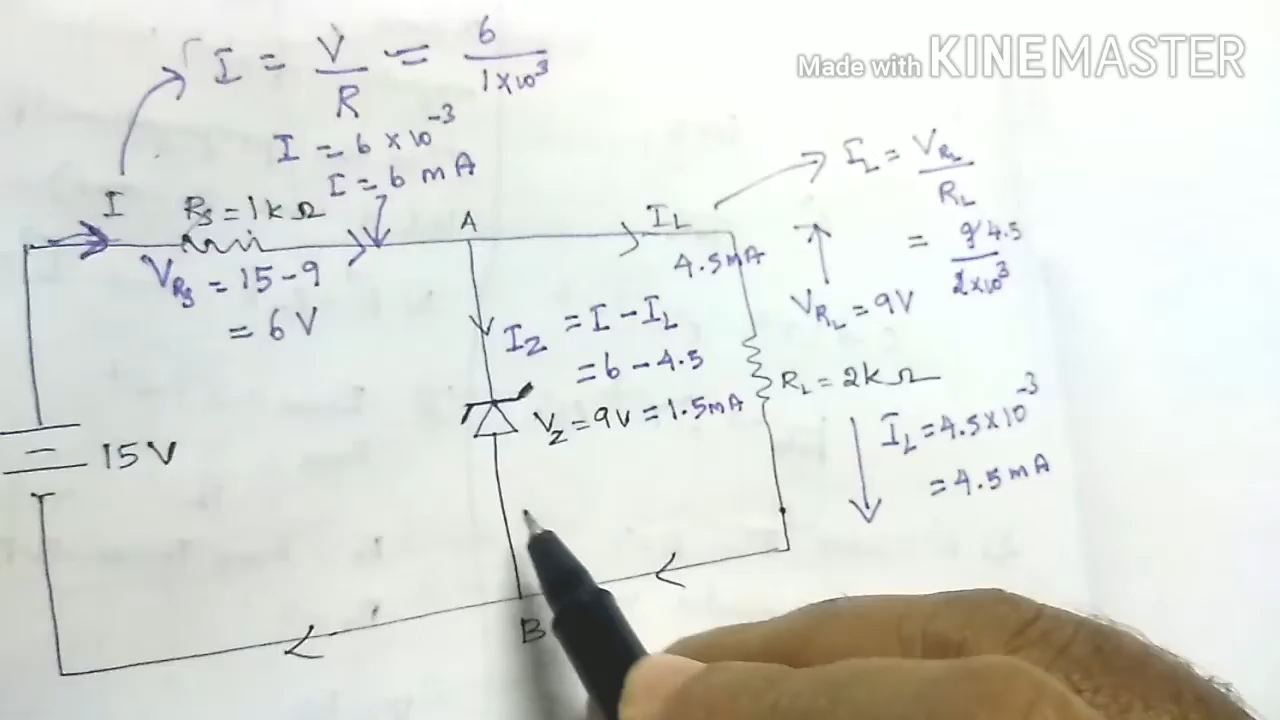 Made with KINEMASTER
I = V/R = 6/1×10³
I = 6 × 10⁻³
I = 6 mA
I
Rs = 1kΩ
VRs = 15-9
= 6V
A
IL
4.5mA
IL = VRL/RL
= 9 4.5/2×10³
VRL = 9V
IZ = I - IL
= 6 - 4.5
VZ = 9V = 1.5mA
RL = 2kΩ
IL = 4.5×10⁻³
= 4.5mA
15V
B